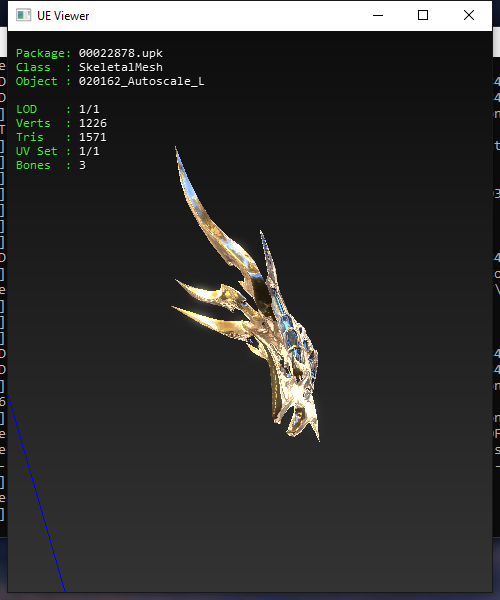 UE Viewer
Package: 00022878.upk
Class : SkeletalMesh
Object : 020162_Autoscale_L
LOD : 1/1
Verts : 1226
Tris : 1571
UV Set : 1/1
Bones : 3